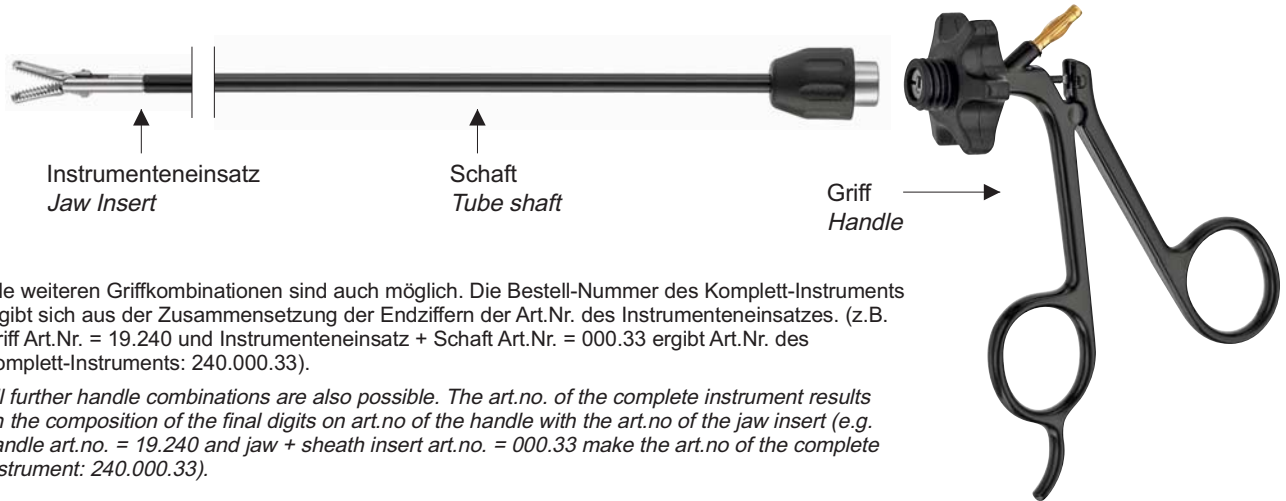 Instrumenteneinsatz
Jaw Insert
Schaft
Tube shaft
Griff
Handle
le weiteren Griffkombinationen sind auch möglich. Die Bestell-Nummer des Komplett-Instruments
gibt sich aus der Zusammensetzung der Endziffern der Art.Nr. des Instrumenteneinsatzes. (z.B.
riff Art.Nr. = 19.240 und Instrumenteneinsatz + Schaft Art.Nr. = 000.33 ergibt Art.Nr. des
omplett-Instruments: 240.000.33).
ll further handle combinations are also possible. The art.no. of the complete instrument results
n the composition of the final digits on art.no of the handle with the art.no of the jaw insert (e.g.
andle art.no. = 19.240 and jaw + sheath insert art.no. = 000.33 make the art.no of the complete
strument: 240.000.33).